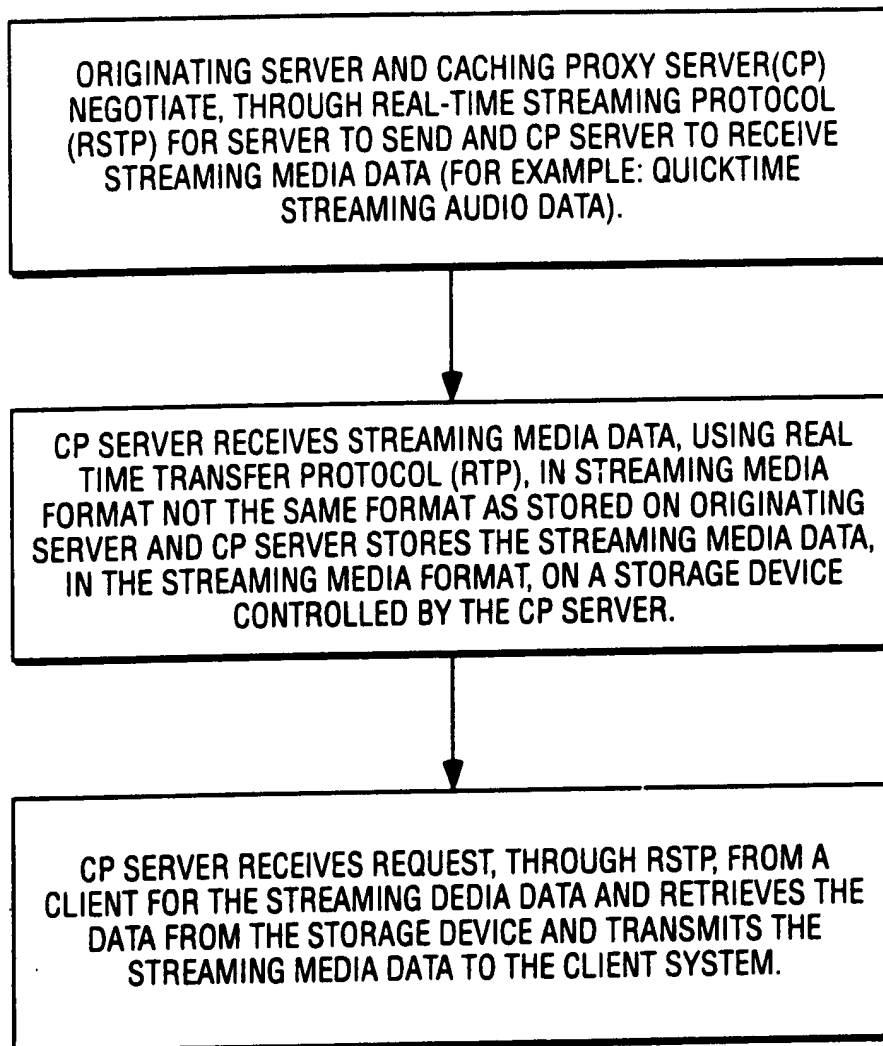 ORIGINATING SERVER AND CACHING PROXY SERVER(CP)
NEGOTIATE, THROUGH REAL-TIME STREAMING PROTOCOL
(RSTP) FOR SERVER TO SEND AND CP SERVER TO RECEIVE
STREAMING MEDIA DATA (FOR EXAMPLE: QUICKTIME
STREAMING AUDIO DATA).
CP SERVER RECEIVES STREAMING MEDIA DATA, USING REAL
TIME TRANSFER PROTOCOL (RTP), IN STREAMING MEDIA
FORMAT NOT THE SAME FORMAT AS STORED ON ORIGINATING
SERVER AND CP SERVER STORES THE STREAMING MEDIA DATA,
IN THE STREAMING MEDIA FORMAT, ON A STORAGE DEVICE
CONTROLLED BY THE CP SERVER.
CP SERVER RECEIVES REQUEST, THROUGH RSTP, FROM A
CLIENT FOR THE STREAMING DEDIA DATA AND RETRIEVES THE
DATA FROM THE STORAGE DEVICE AND TRANSMITS THE
STREAMING MEDIA DATA TO THE CLIENT SYSTEM.